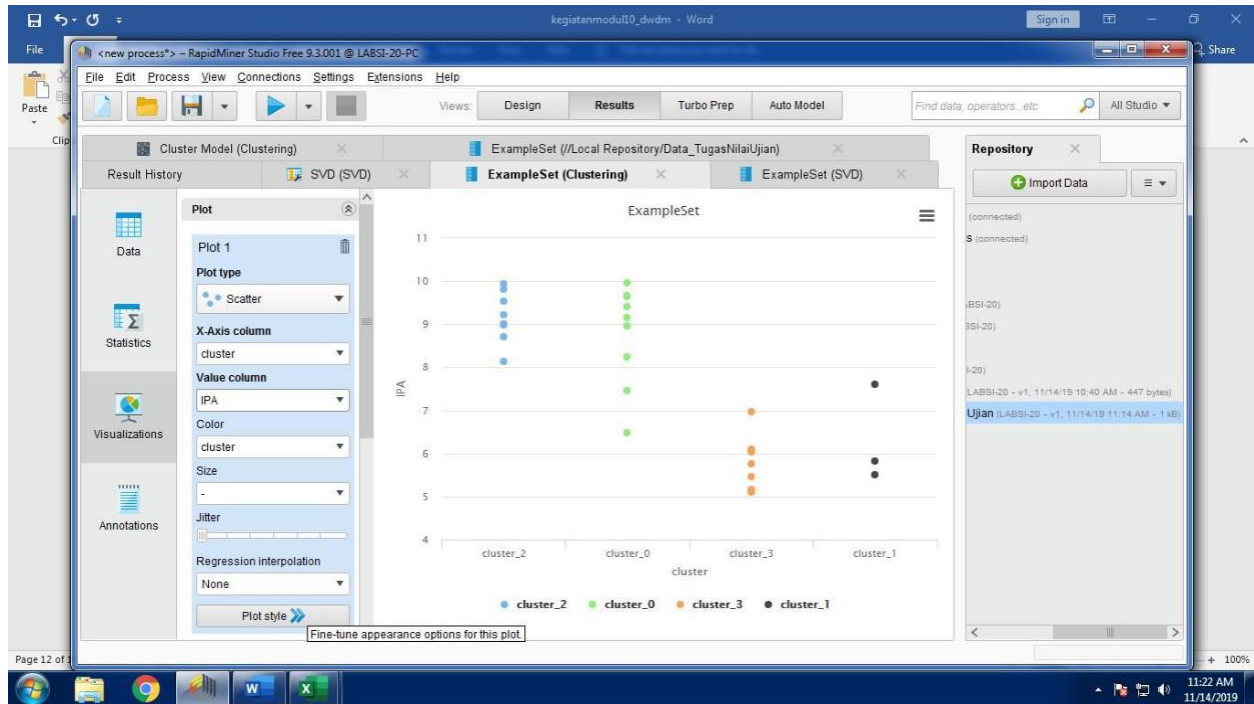 kegiatanmodul10_dwdm - Word
Sign in
File
Share
<new process*> – RapidMiner Studio Free 9.3.001 @ LABSI-20-PC
File Edit Process View Connections Settings Extensions Help
Paste
Views: Design Results Turbo Prep Auto Model
Find data, operators...etc
All Studio
Clip
Cluster Model (Clustering)
ExampleSet (//Local Repository/Data_TugasNilaiUjian)
Repository
Result History
SVD (SVD)
ExampleSet (Clustering)
ExampleSet (SVD)
Import Data
Data
Statistics
Visualizations
Annotations
Plot
Plot 1
Plot type
Scatter
X-Axis column
cluster
Value column
IPA
Color
cluster
Size
-
Jitter
Regression interpolation
None
Plot style
Fine-tune appearance options for this plot.
ExampleSet
11
10
9
8
7
6
5
4
IPA
cluster_2 cluster_0 cluster_3 cluster_1
cluster
cluster_2 cluster_0 cluster_3 cluster_1
(connected)
S (connected)
BSI-20)
I-20)
LABSI-20 - v1, 11/14/19 10:40 AM - 447 bytes)
Ujian (LABSI-20 - v1, 11/14/19 11:14 AM - 1 kB)
Page 12 of
100%
11:22 AM
11/14/2019